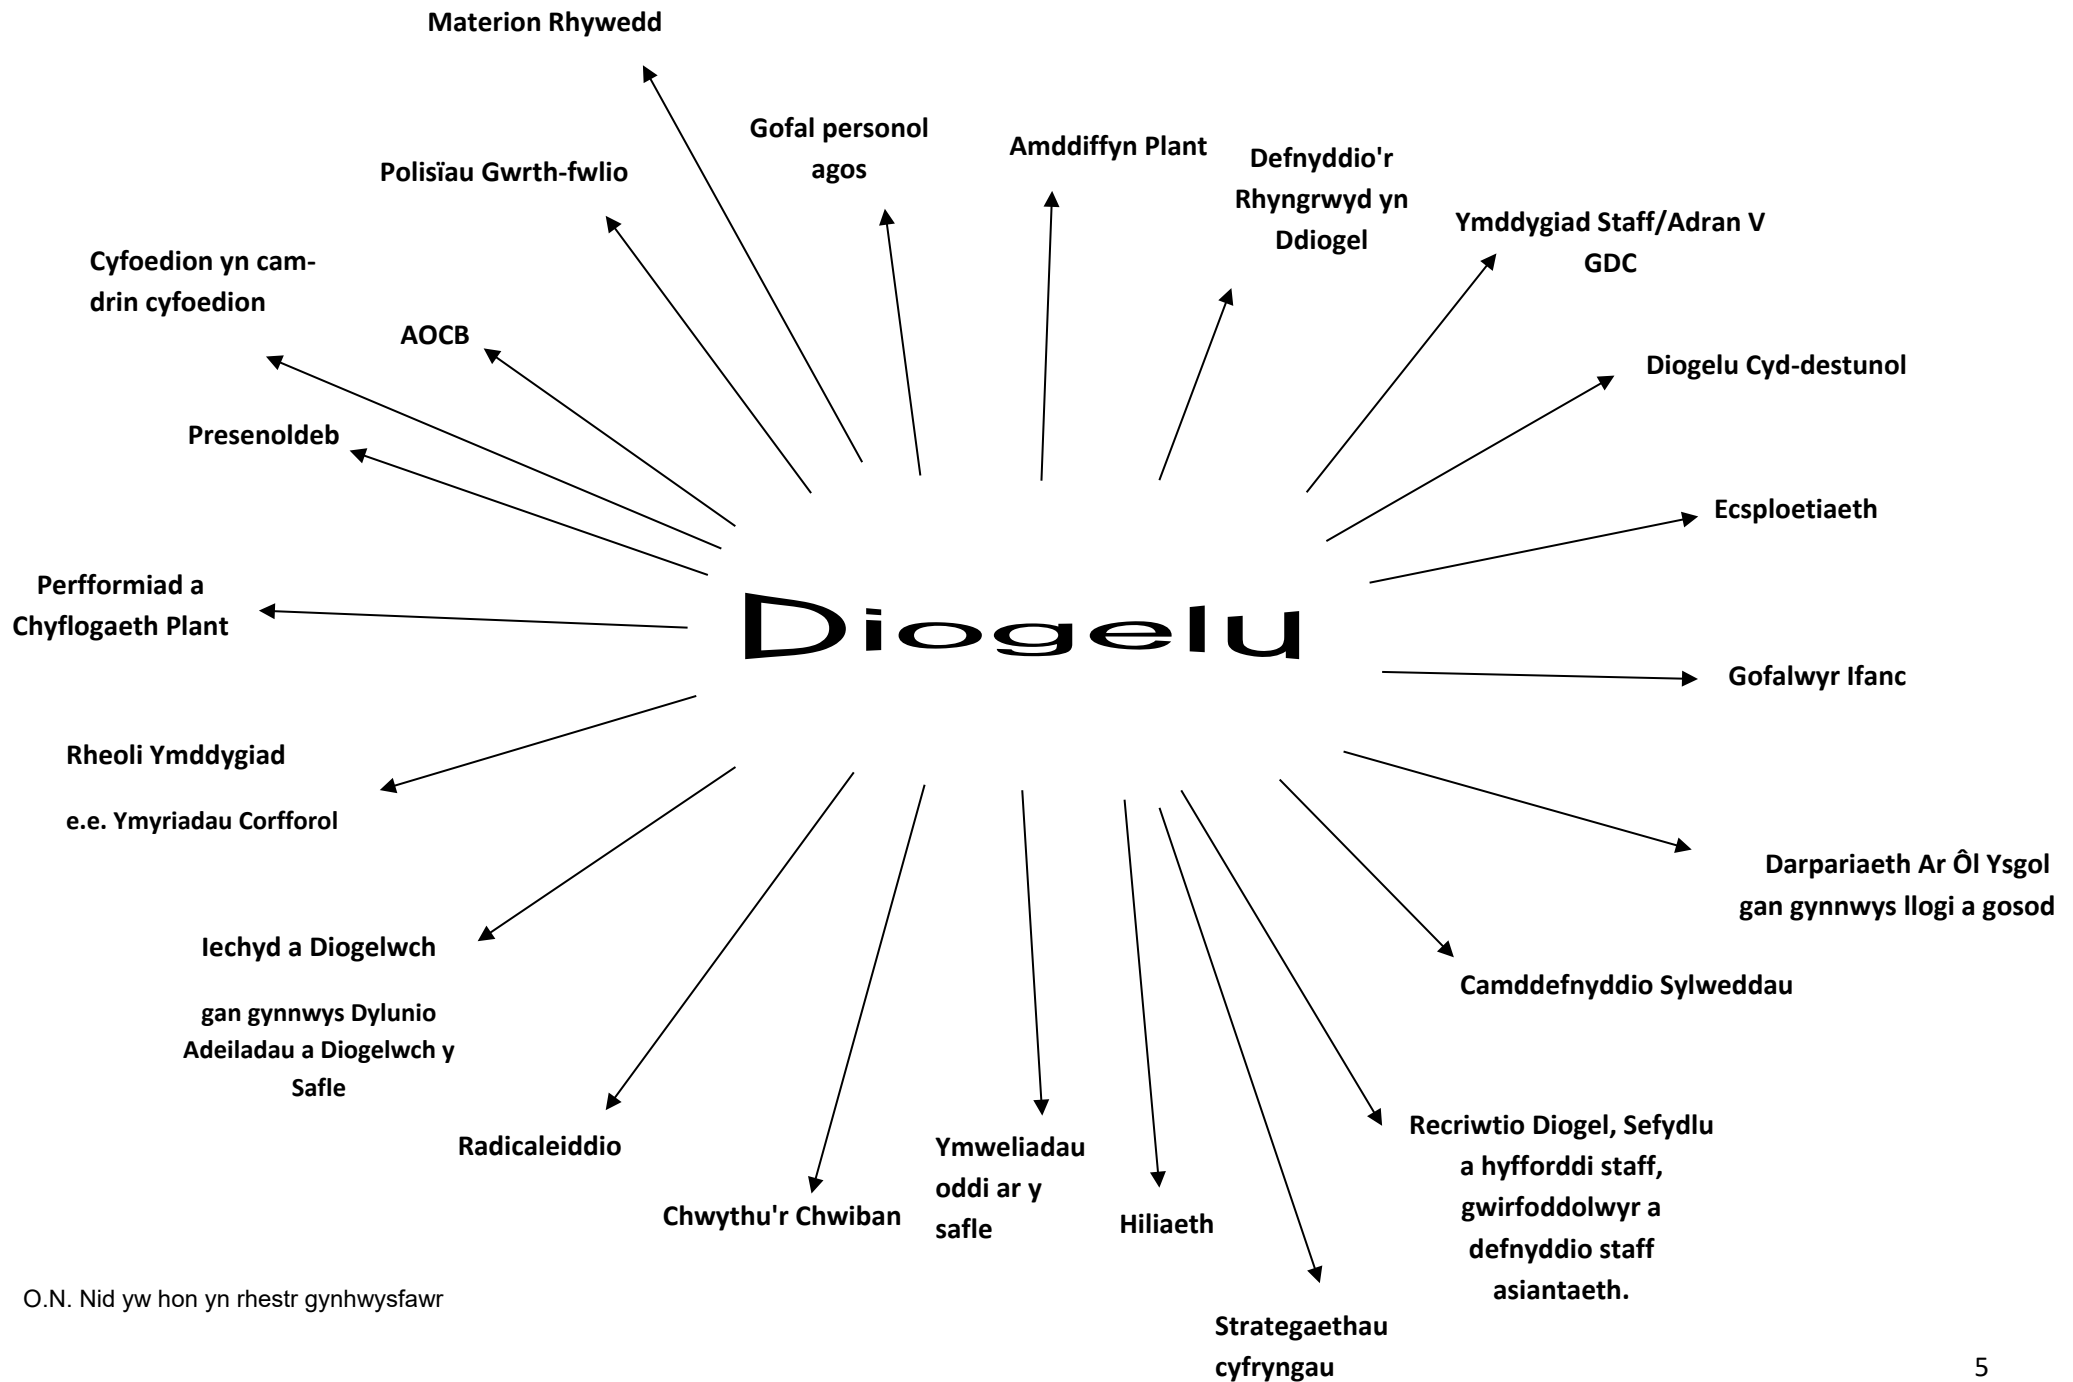 Materion Rhywedd
Gofal personol
agos
Amddiffyn Plant
Defnyddio'r
Rhyngrwyd yn
Ddiogel
Polisïau Gwrth-fwlio
Ymddygiad Staff/Adran V
GDC
Cyfoedion yn cam-
drin cyfoedion
AOCB
Diogelu Cyd-destunol
Presenoldeb
Ecsploetiaeth
Perfformiad a
Chyflogaeth Plant
Diogelu
Gofalwyr Ifanc
Rheoli Ymddygiad
e.e. Ymyriadau Corfforol
Darpariaeth Ar Ôl Ysgol
gan gynnwys llogi a gosod
Iechyd a Diogelwch
gan gynnwys Dylunio
Adeiladau a Diogelwch y
Safle
Camddefnyddio Sylweddau
Radicaleiddio
Chwythu'r Chwiban
Ymweliadau
oddi ar y
safle
Hiliaeth
Recriwtio Diogel, Sefydlu
a hyfforddi staff,
gwirfoddolwyr a
defnyddio staff
asiantaeth.
Strategaethau
cyfryngau
O.N. Nid yw hon yn rhestr gynhwysfawr
5